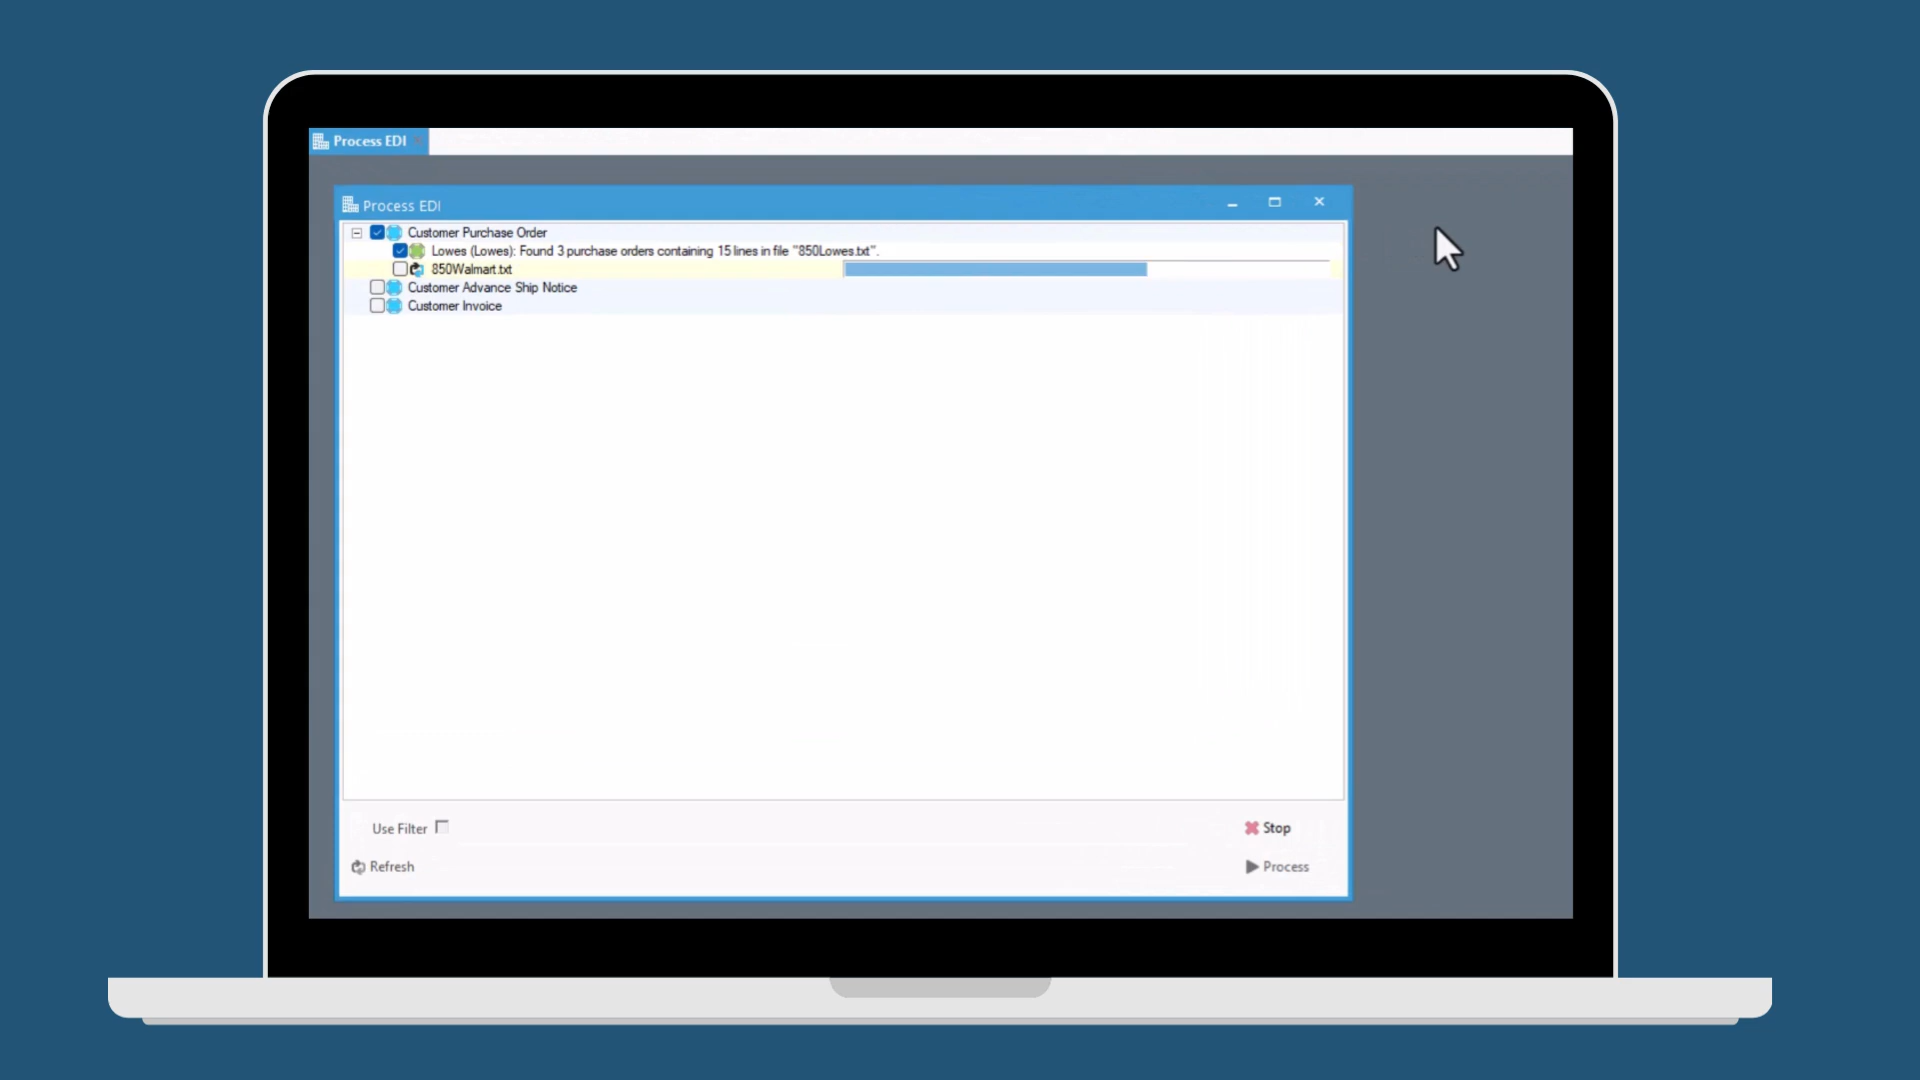 Process EDI
Process EDI
Customer Purchase Order
Lowes (Lowes): Found 3 purchase orders containing 15 lines in file "850Lowes.txt".
850Walmart.txt
Customer Advance Ship Notice
Customer Invoice
Use Filter
Stop
Refresh
Process